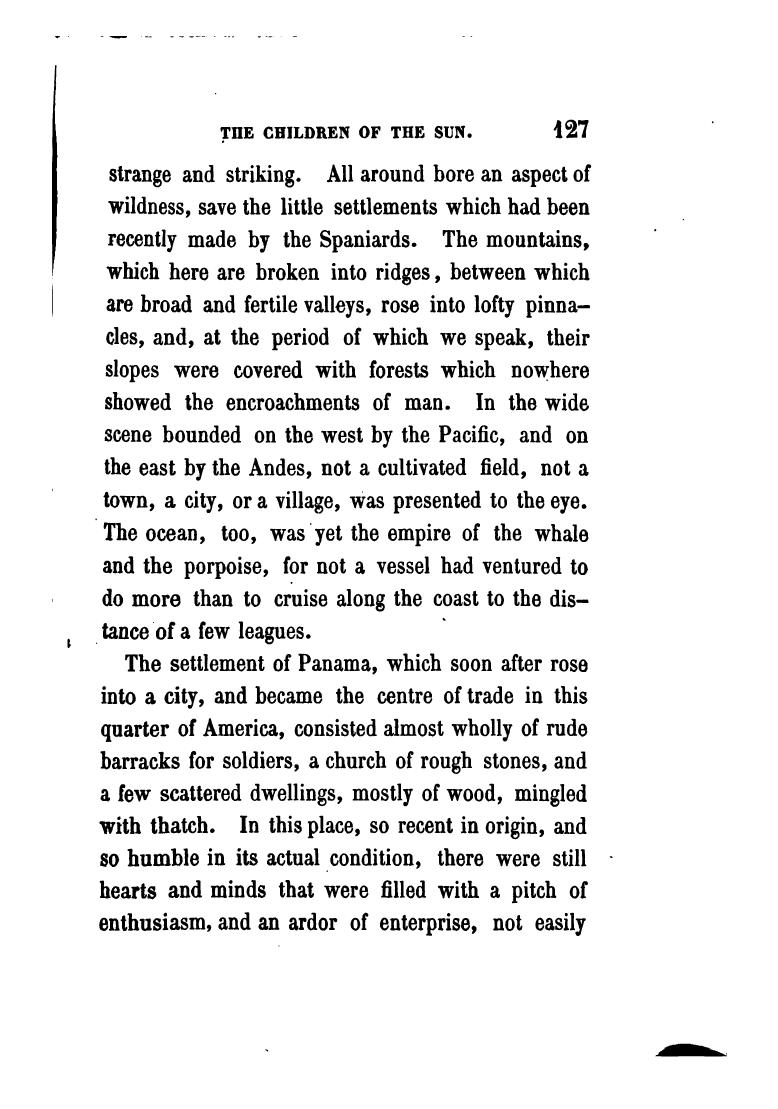 THE CHILDREN OF THE SUN. 127
strange and striking. All around bore an aspect of
wildness, save the little settlements which had been
recently made by the Spaniards. The mountains,
which here are broken into ridges, between which
are broad and fertile valleys, rose into lofty pinna—
cles, and, at the period of which we speak, their
slopes were covered with forests which nowhere
showed the encroachments of man. In the wide
scene bounded on the west by the Pacific, and on
the east by the Andes, not a cultivated field, not a
town, a city, or a village, was presented to the eye.
The ocean, too, was yet the empire of the whale
and the porpoise, for not a vessel had ventured to
do more than to cruise along the coast to the dis—
tance of a few leagues.
The settlement of Panama, which soon after rose
into a city, and became the centre of trade in this
quarter of America, consisted almost wholly of rude
barracks for soldiers, a church of rough stones, and
a few scattered dwellings, mostly of wood, mingled
with thatch. In this place, so recent in origin, and
so humble in its actual condition, there were still
hearts and minds that were filled with a pitch of
enthusiasm, and an ardor of enterprise, not easily